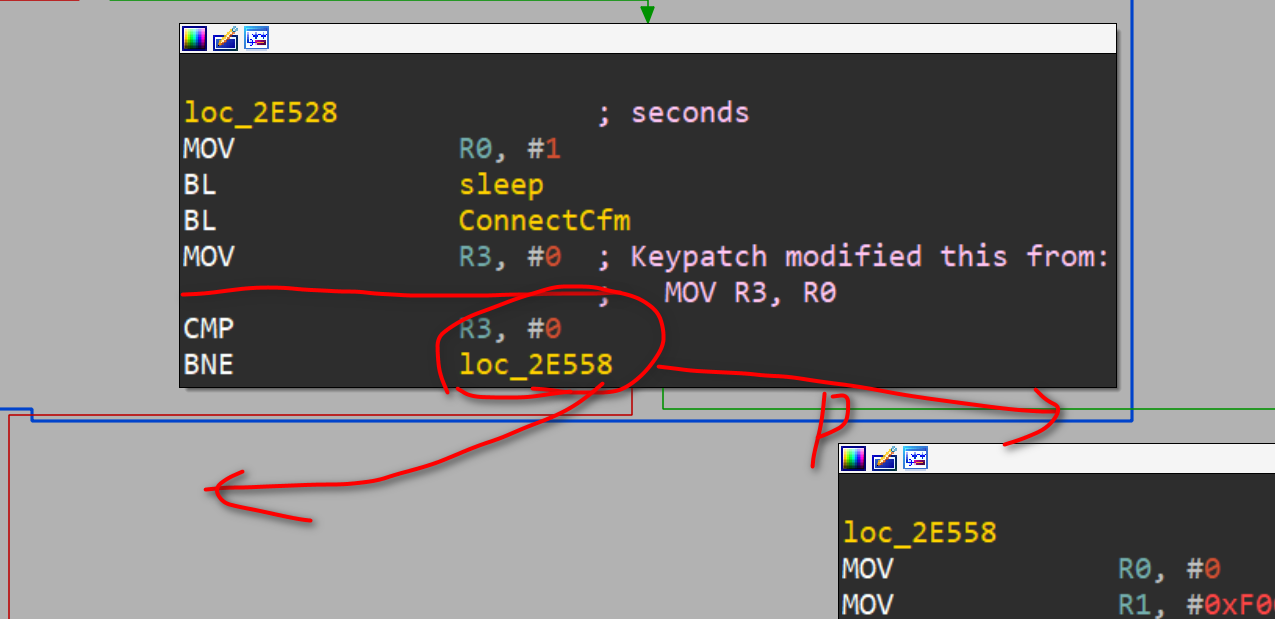 loc_2E528 ; seconds
MOV R0, #1
BL sleep
BL ConnectCfm
MOV R3, #0 ; Keypatch modified this from:
; MOV R3, R0
CMP R3, #0
BNE loc_2E558
loc_2E558
MOV R0, #0
MOV R1, #0xF0